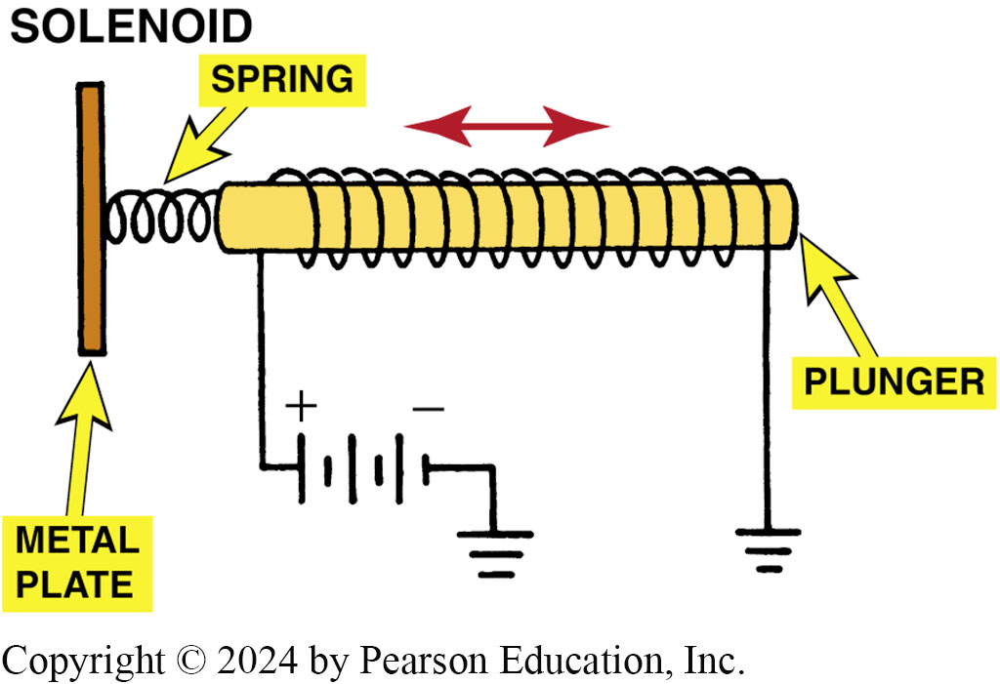 SOLENOID
SPRING
PLUNGER
+ –
METAL
PLATE
Copyright © 2024 by Pearson Education, Inc.